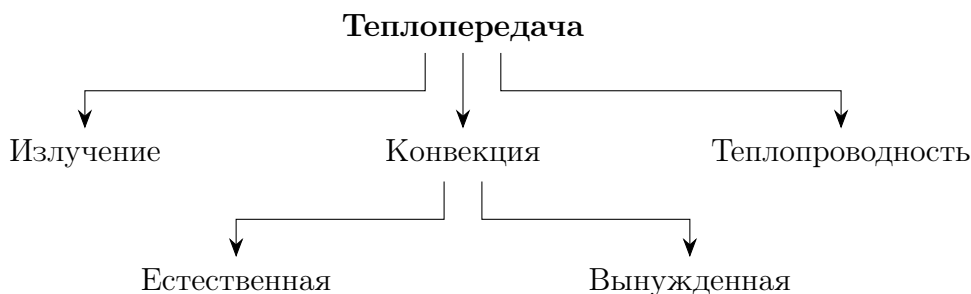 Теплопередача
Излучение Конвекция Теплопроводность
Естественная Вынужденная